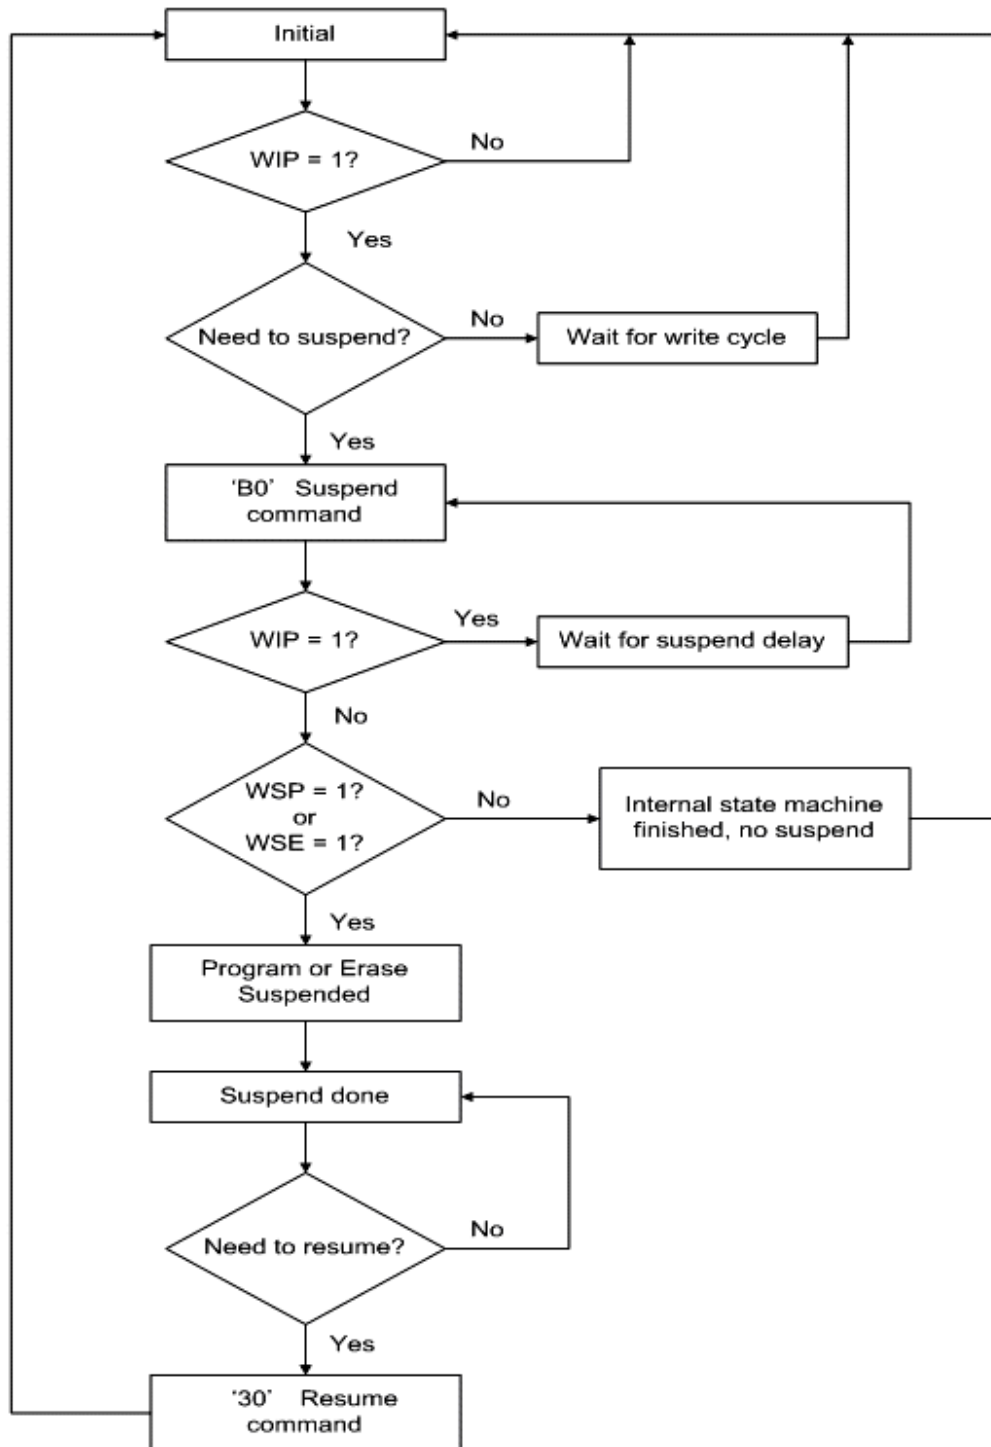 Initial
WIP = 1?
No
Yes
Need to suspend?
No
Wait for write cycle
Yes
‘B0’ Suspend
command
WIP = 1?
Yes
Wait for suspend delay
No
WSP = 1?
or
WSE = 1?
No
Internal state machine
finished, no suspend
Yes
Program or Erase
Suspended
Suspend done
Need to resume?
No
Yes
‘30’ Resume
command